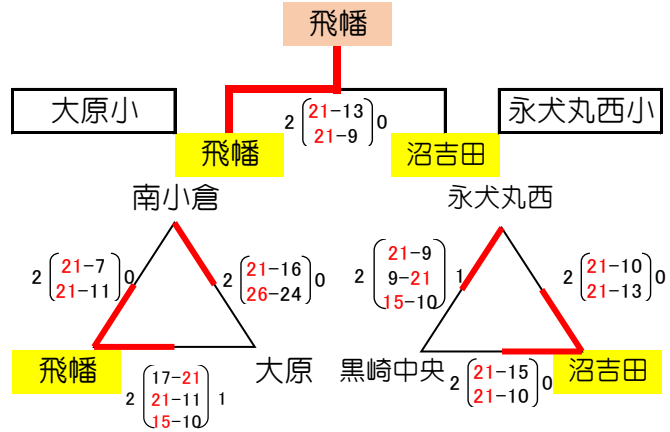 飛幡
大原小
永犬丸西小
2 21-13 0
21-9
飛幡
沼吉田
南小倉
永犬丸西
2 21-7 0
21-11
2 21-16 0
26-24
2 21-9 1
9-21
15-10
2 21-10 0
21-13
飛幡
大原
黒崎中央
沼吉田
2 17-21 1
21-11
15-10
2 21-15 0
21-10